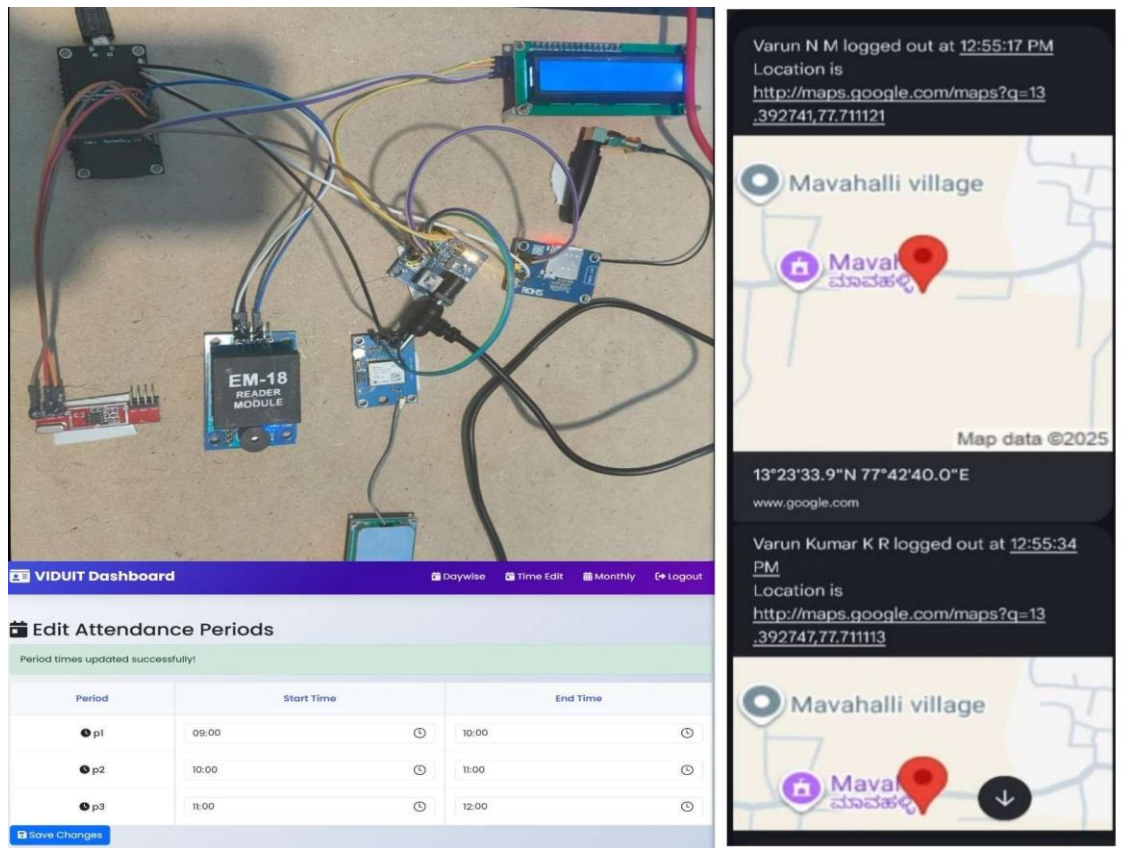 EM-18
READER
MODULE
ROHS
VIDUIT Dashboard
Daywise
Time Edit
Monthly
Logout
Edit Attendance Periods
Period times updated successfully!
Period
Start Time
End Time
p1
09:00
10:00
p2
10:00
11:00
p3
11:00
12:00
Save Changes
Varun N M logged out at 12:55:17 PM
Location is
http://maps.google.com/maps?q=13
.392741,77.711121
Mavahalli village
Maval
ಮಾವಹಳ್ಳಿ
Map data ©2025
13°23'33.9"N 77°42'40.0"E
www.google.com
Varun Kumar K R logged out at 12:55:34
PM
Location is
http://maps.google.com/maps?q=13
.392747,77.711113
Mavahalli village
Maval
ಮಾವಹಳ್ಳಿ